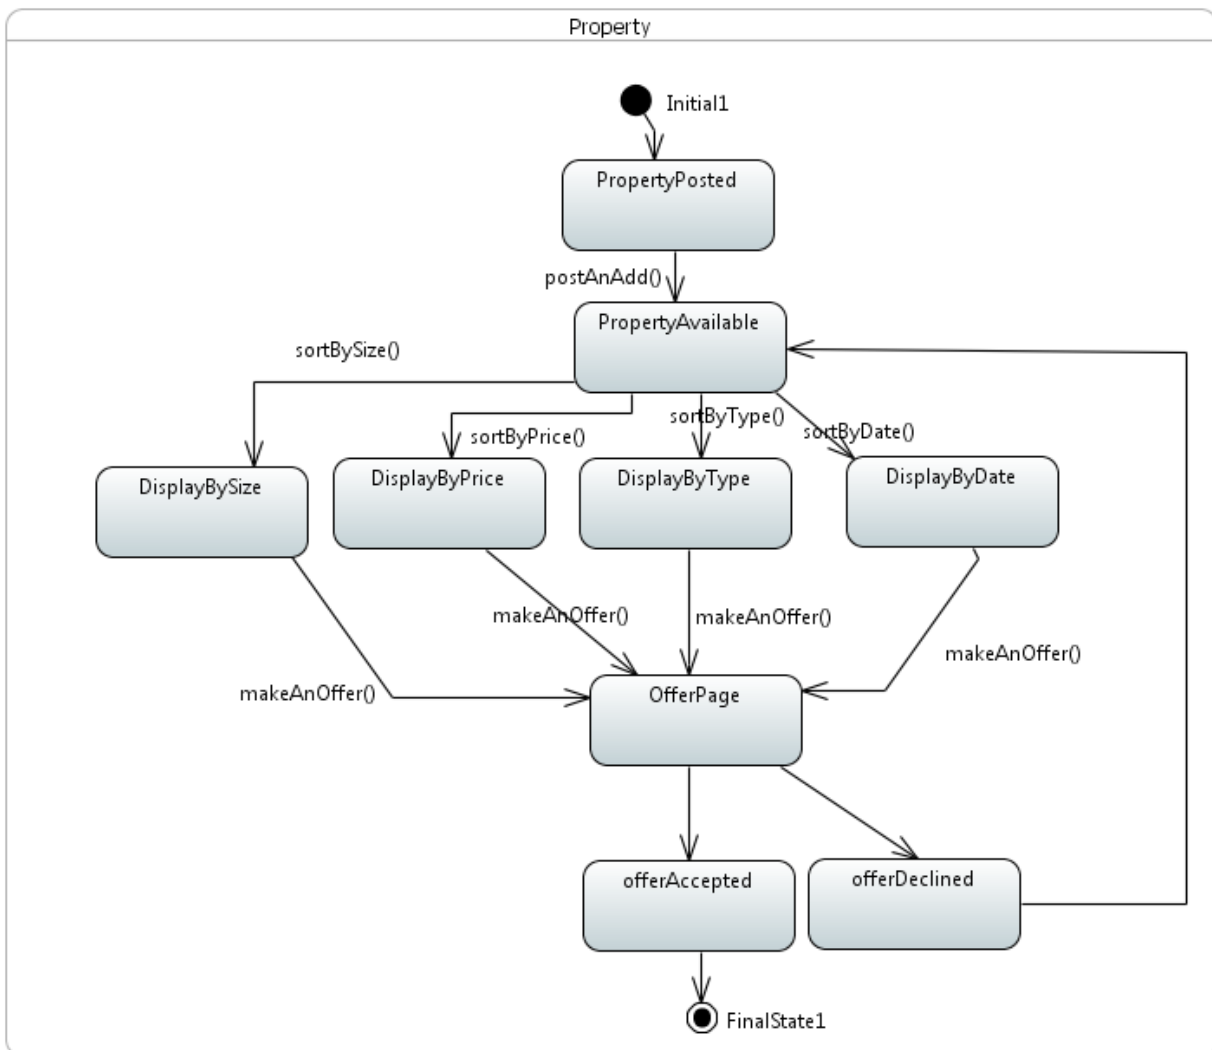 Property
Initial1
PropertyPosted
postAnAdd()
PropertyAvailable
sortBySize()
sortByPrice()
sortByType()
sortByDate()
DisplayBySize
DisplayByPrice
DisplayByType
DisplayByDate
makeAnOffer()
makeAnOffer()
makeAnOffer()
makeAnOffer()
OfferPage
offerAccepted
offerDeclined
FinalState1